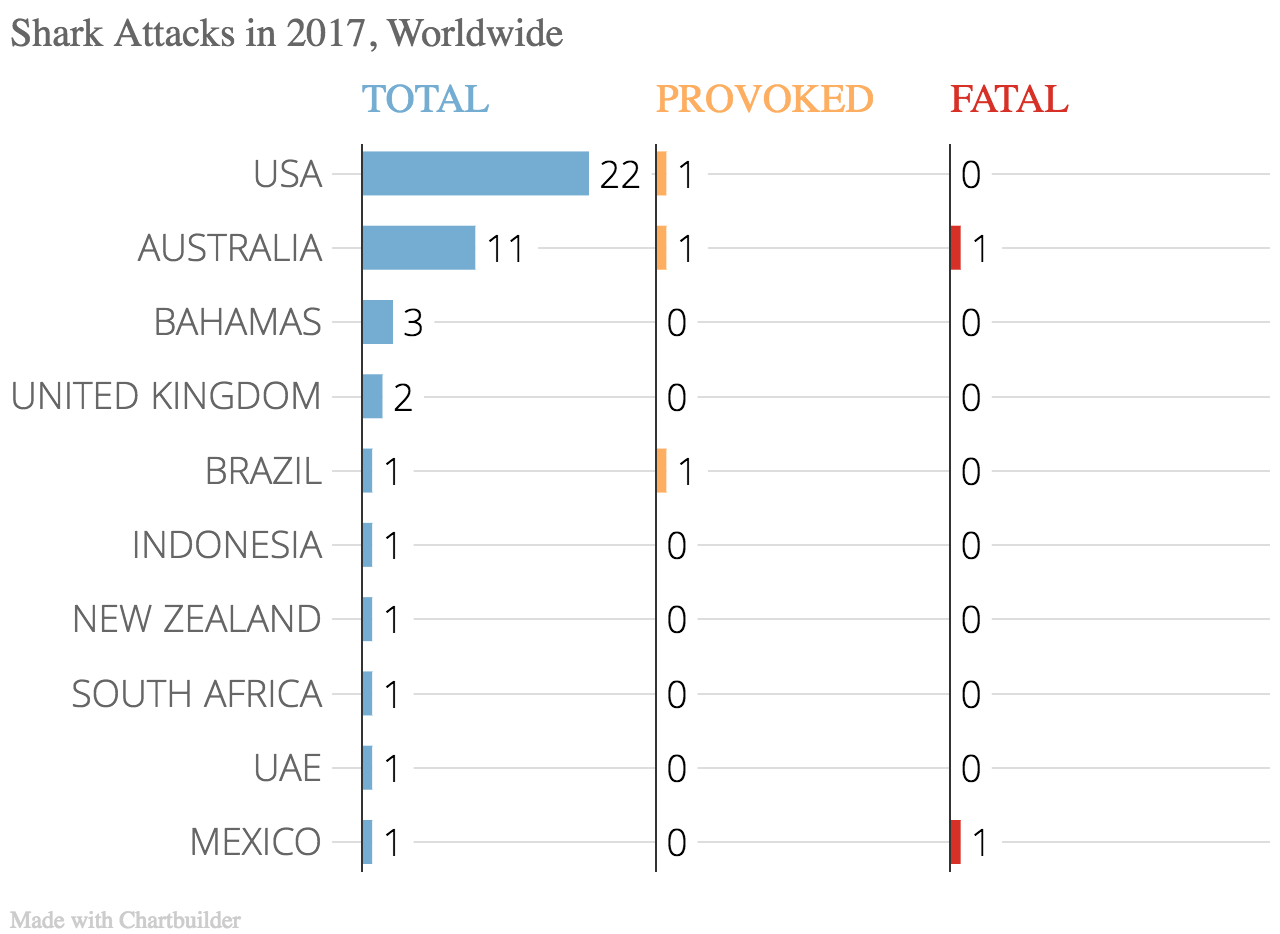 Shark Attacks in 2017, Worldwide
TOTAL PROVOKED FATAL
USA 22 1 0
AUSTRALIA 11 1 1
BAHAMAS 3 0 0
UNITED KINGDOM 2 0 0
BRAZIL 1 1 0
INDONESIA 1 0 0
NEW ZEALAND 1 0 0
SOUTH AFRICA 1 0 0
UAE 1 0 0
MEXICO 1 0 1
Made with Chartbuilder